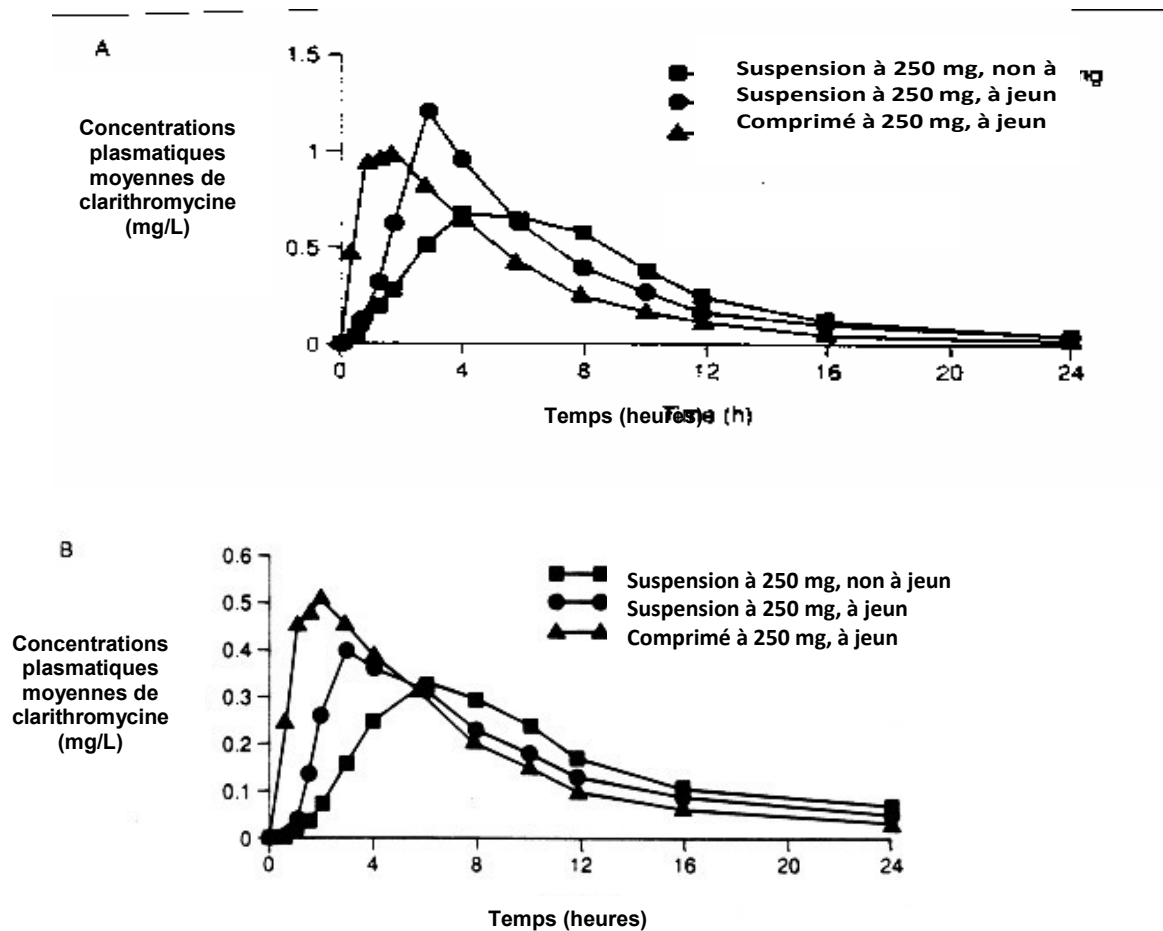 A
1.5
Suspension à 250 mg, non à
Suspension à 250 mg, à jeun
Comprimé à 250 mg, à jeun
Concentrations
plasmatiques
moyennes de
clarithromycine
(mg/L)
1
0.5
0
0 4 8 12 16 20 24
Temps (heures) (h)
B
0.6
0.5
0.4
0.3
0.2
0.1
0
Suspension à 250 mg, non à jeun
Suspension à 250 mg, à jeun
Comprimé à 250 mg, à jeun
Concentrations
plasmatiques
moyennes de
clarithromycine
(mg/L)
0 4 8 12 16 20 24
Temps (heures)